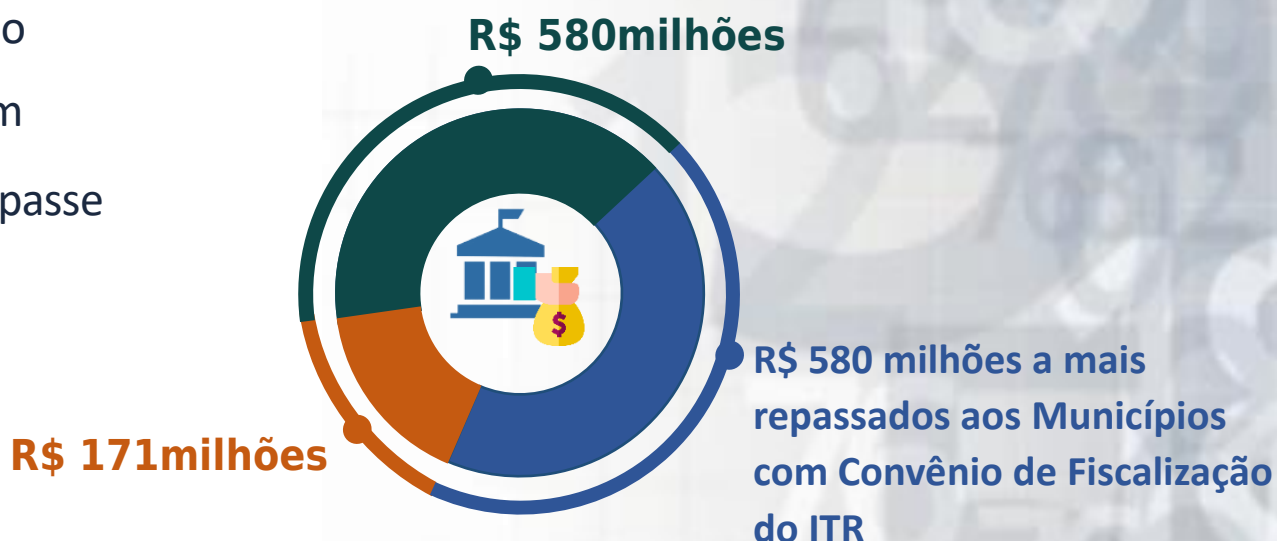 o
m
passe
R$ 580milhões
R$ 171milhões
R$ 580 milhões a mais
repassados aos Municípios
com Convênio de Fiscalização
do ITR
$